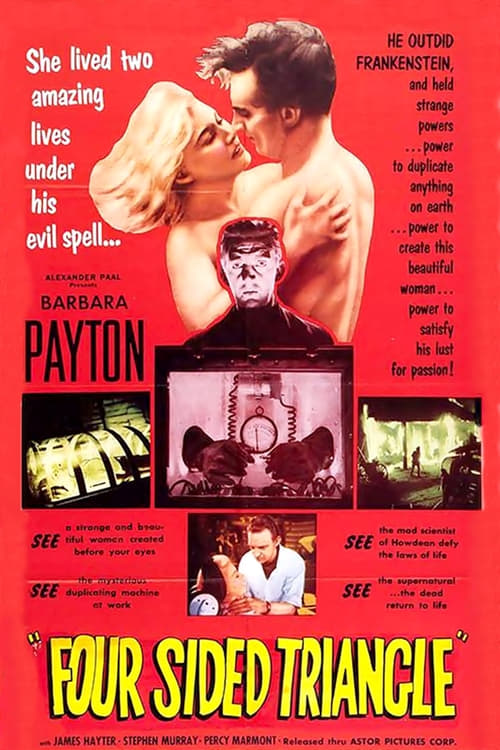 She lived two
amazing
lives
under
his
evil spell...
HE OUTDID
FRANKENSTEIN,
and held
strange
powers
...power
to duplicate
anything
on earth
...power to
create this
beautiful
woman...
power to
satisfy
his lust
for passion!
ALEXANDER PAAL
Presents
BARBARA
PAYTON
SEE a strange and beau-
tiful women created
before your eyes
SEE the mysterious
duplicating machine
at work
SEE the mad scientist
of Howdean defy
the laws of life
SEE the supernatural
...the dead
return to life
"FOUR SIDED TRIANGLE"
with JAMES HAYTER · STEPHEN MURRAY · PERCY MARMONT · Released thru ASTOR PICTURES CORP.